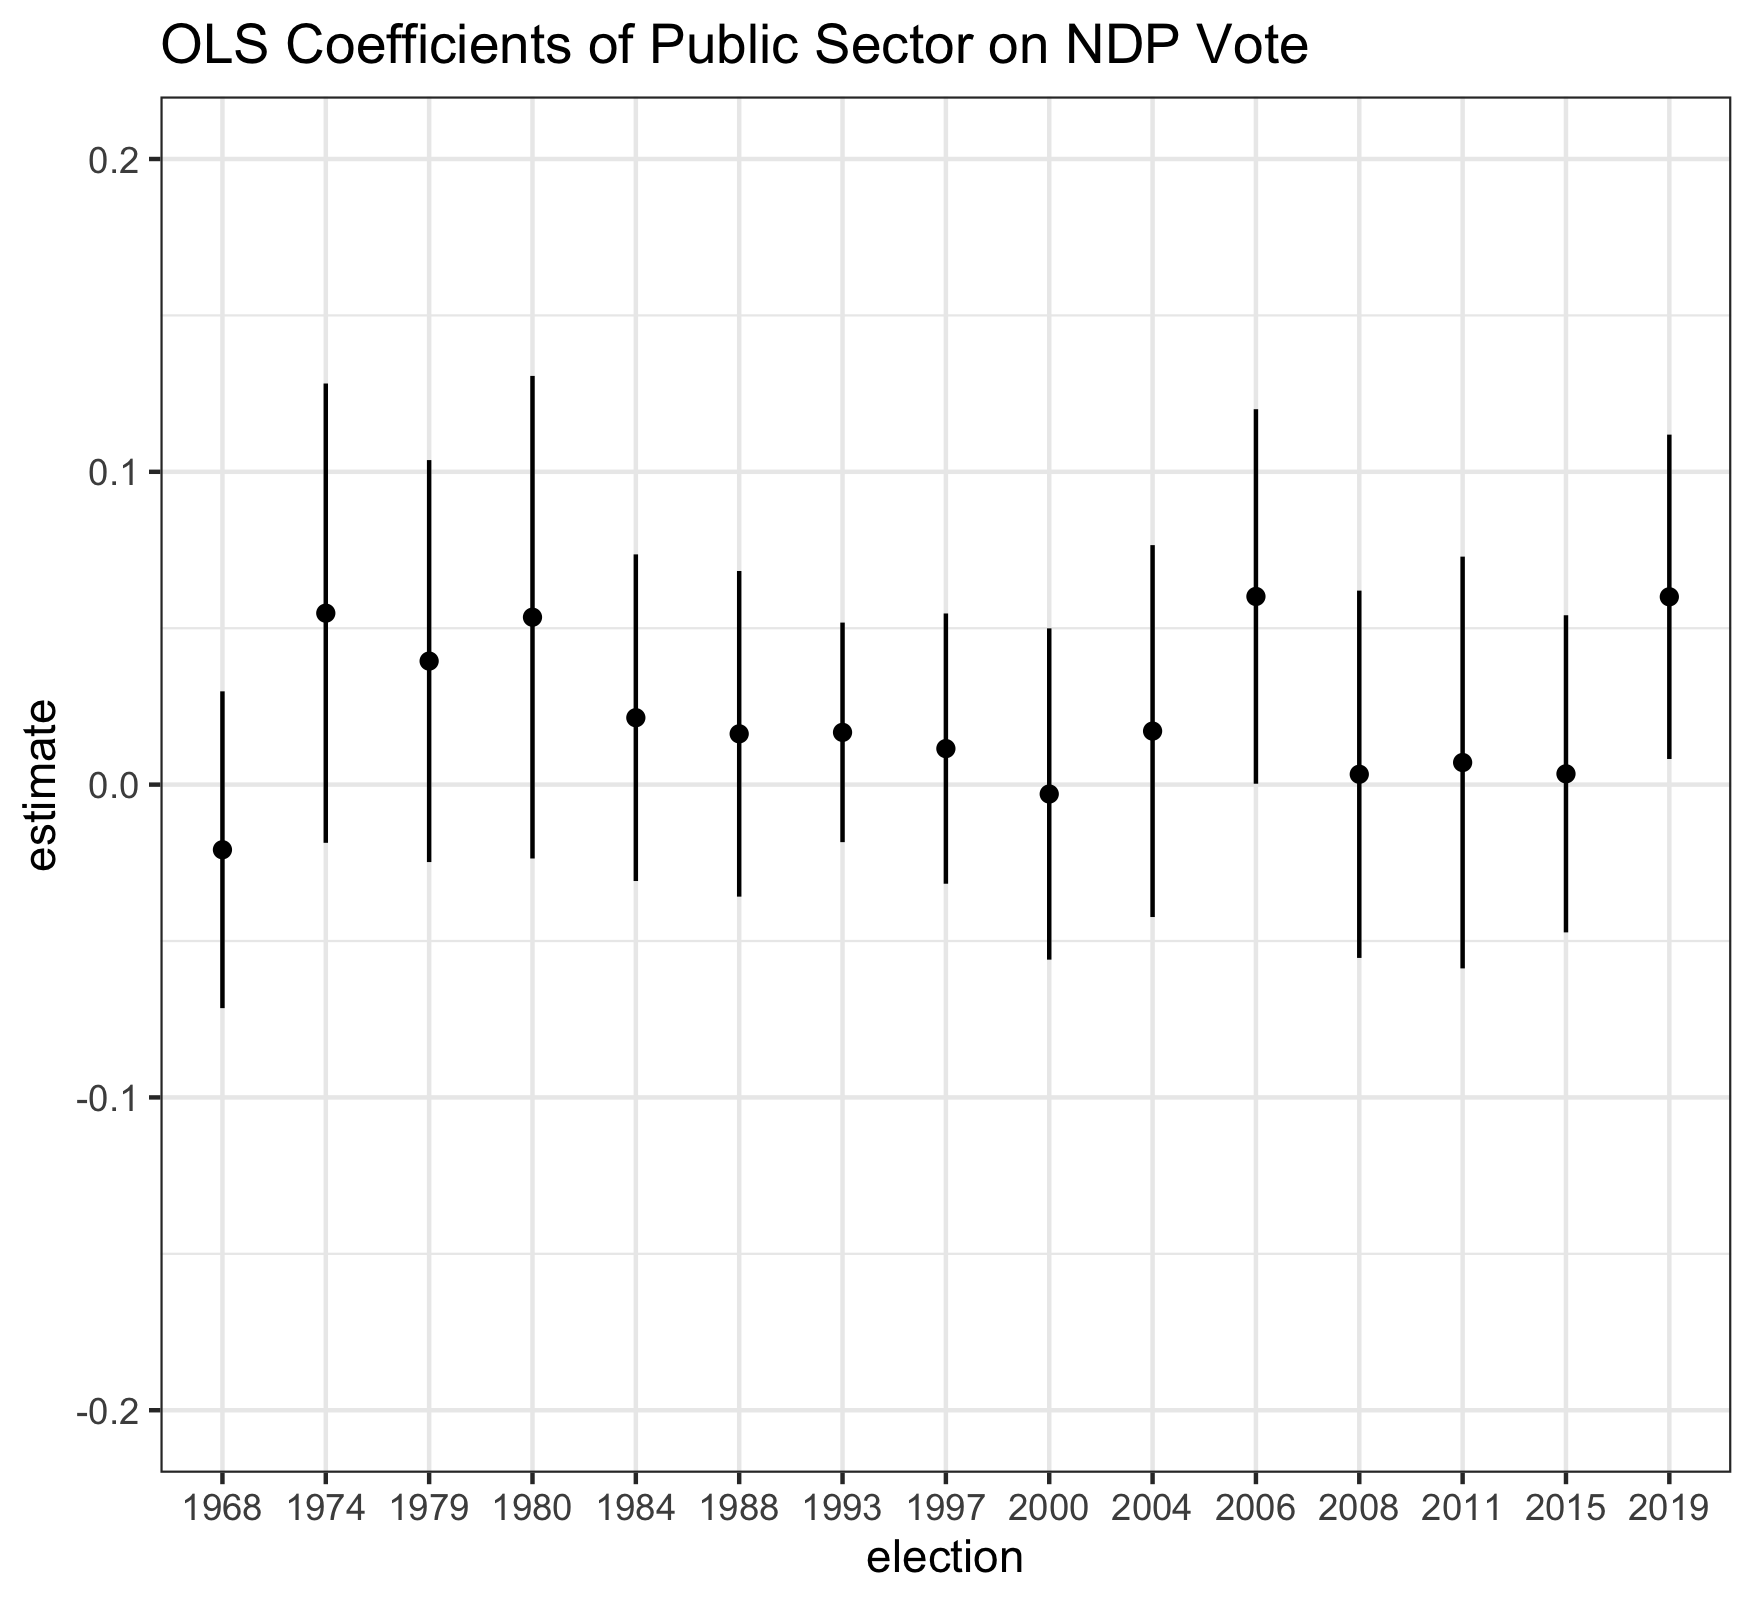 OLS Coefficients of Public Sector on NDP Vote
0.2
0.1
0.0
-0.1
-0.2
estimate
1968 1974 1979 1980 1984 1988 1993 1997 2000 2004 2006 2008 2011 2015 2019
election